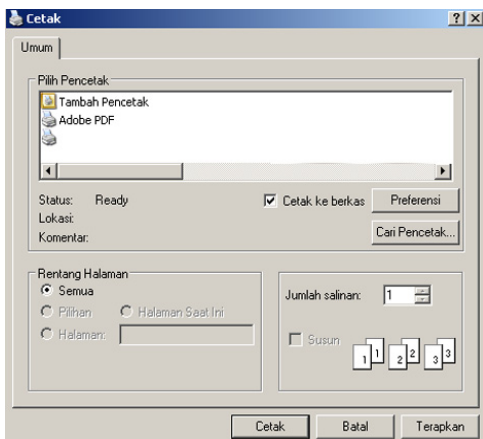 Cetak
Umum
Pilih Pencetak
Tambah Pencetak
Adobe PDF
Status: Ready
Cetak ke berkas
Preferensi
Lokasi:
Komentar:
Cari Pencetak...
Rentang Halaman
Semua
Pilihan
Halaman Saat Ini
Halaman:
Jumlah salinan: 1
Susun
1 1 2 2 3 3
Cetak
Batal
Terapkan